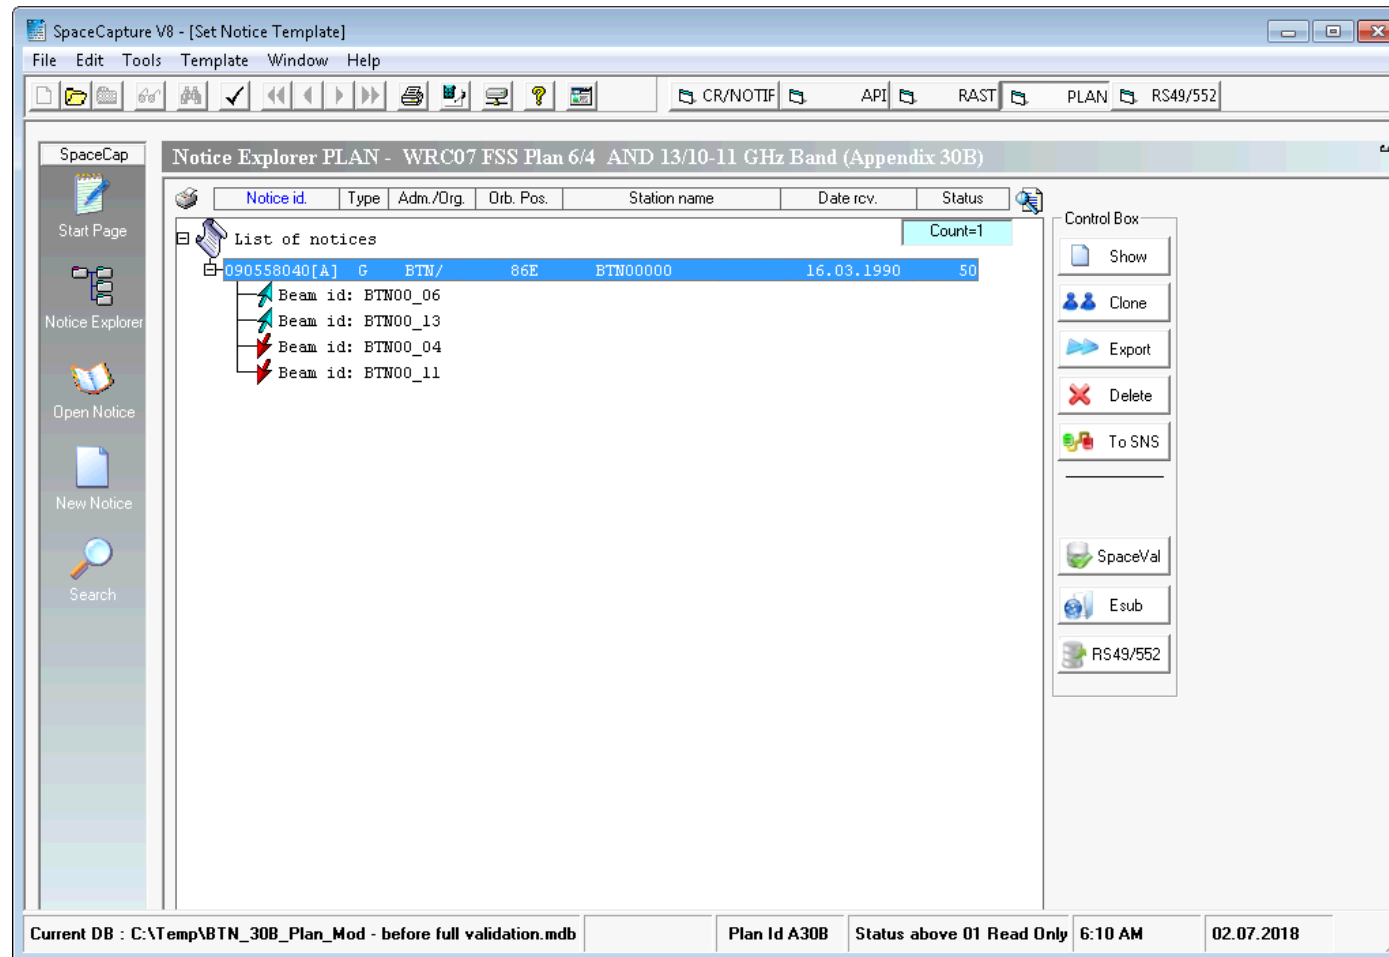 SpaceCapture V8 - [Set Notice Template]
File Edit Tools Template Window Help
CR/NOTIF API RAST PLAN RS49/552
SpaceCap
Start Page
Notice Explorer
Open Notice
New Notice
Search
Notice Explorer PLAN - WRC07 FSS Plan 6/4 AND 13/10-11 GHz Band (Appendix 30B)
Notice id. Type Adm./Org. Orb. Pos. Station name Date rcv. Status
List of notices Count=1
090558040[A] G BTN/ 86E BTN00000 16.03.1990 50
Beam id: BTN00_06
Beam id: BTN00_13
Beam id: BTN00_04
Beam id: BTN00_11
Control Box
Show
Clone
Export
Delete
To SNS
SpaceVal
Esub
RS49/552
Current DB : C:\Temp\BTN_30B_Plan_Mod - before full validation.mdb Plan Id A30B Status above 01 Read Only 6:10 AM 02.07.2018